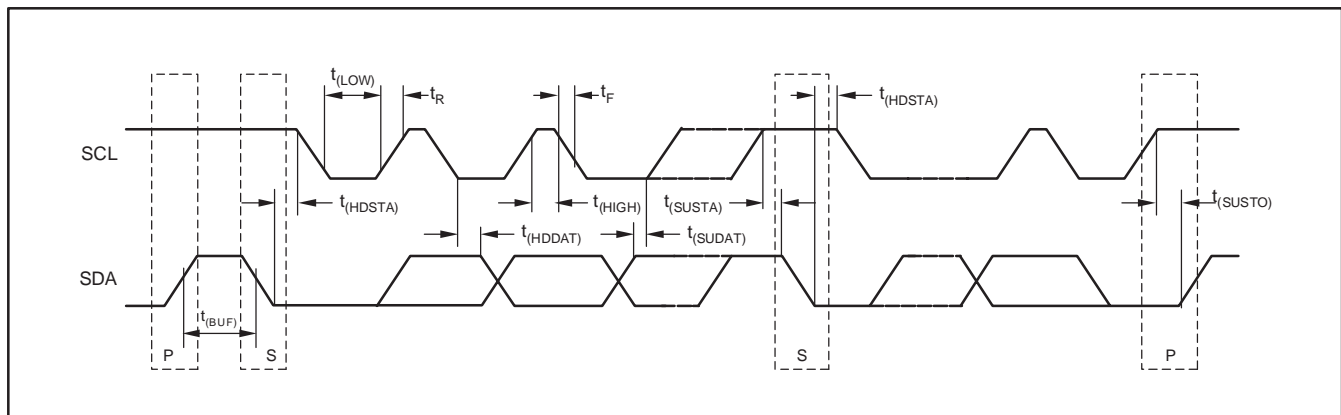 t(LOW)
tR
tF
t(HDSTA)
SCL
t(HDSTA)
t(HIGH)
t(SUSTA)
t(SUSTO)
t(HDDAT)
t(SUDAT)
SDA
t(BUF)
P
S
S
P